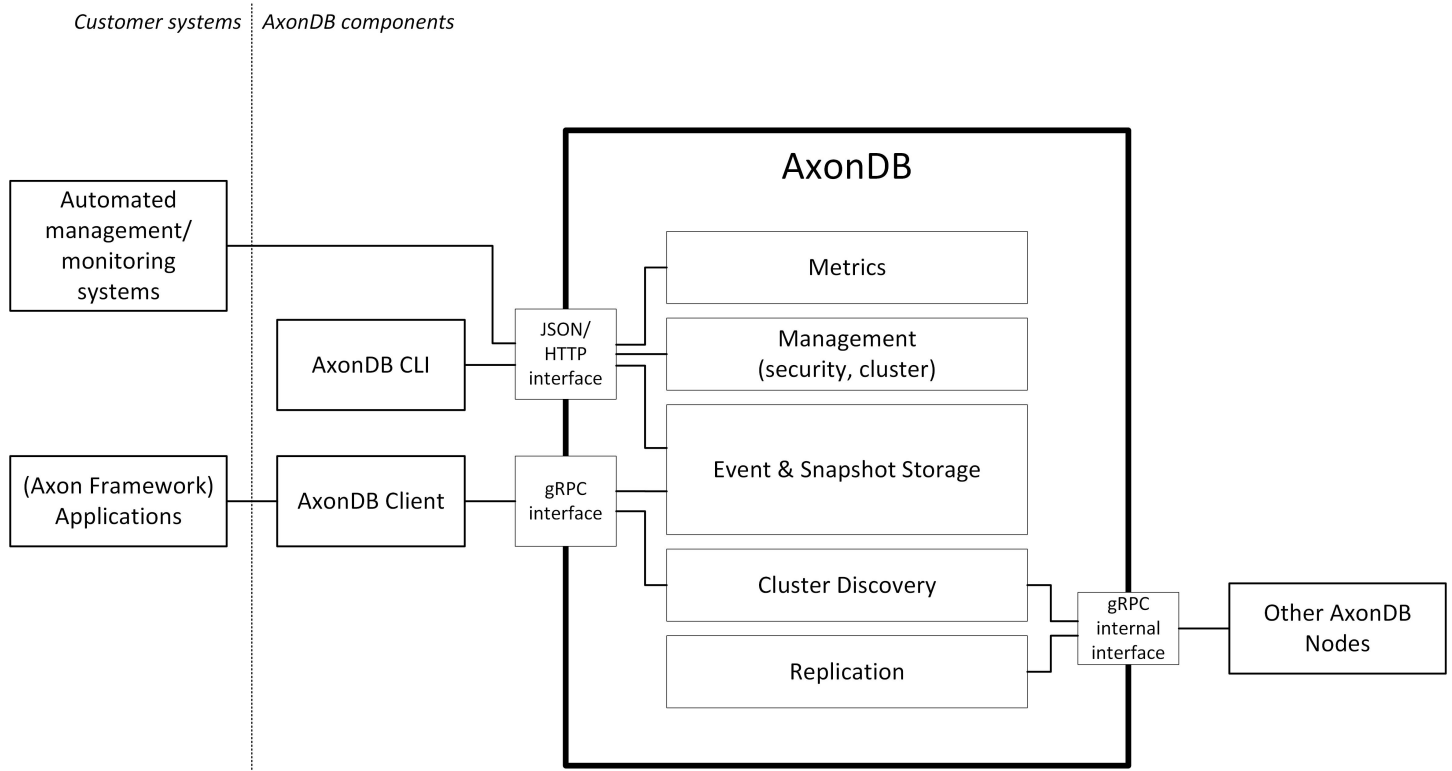 Customer systems
AxonDB components
AxonDB
Automated
management/
monitoring
systems
Metrics
JSON/
HTTP
interface
Management
(security, cluster)
AxonDB CLI
Event & Snapshot Storage
(Axon Framework)
Applications
AxonDB Client
gRPC
interface
Cluster Discovery
gRPC
internal
interface
Other AxonDB
Nodes
Replication